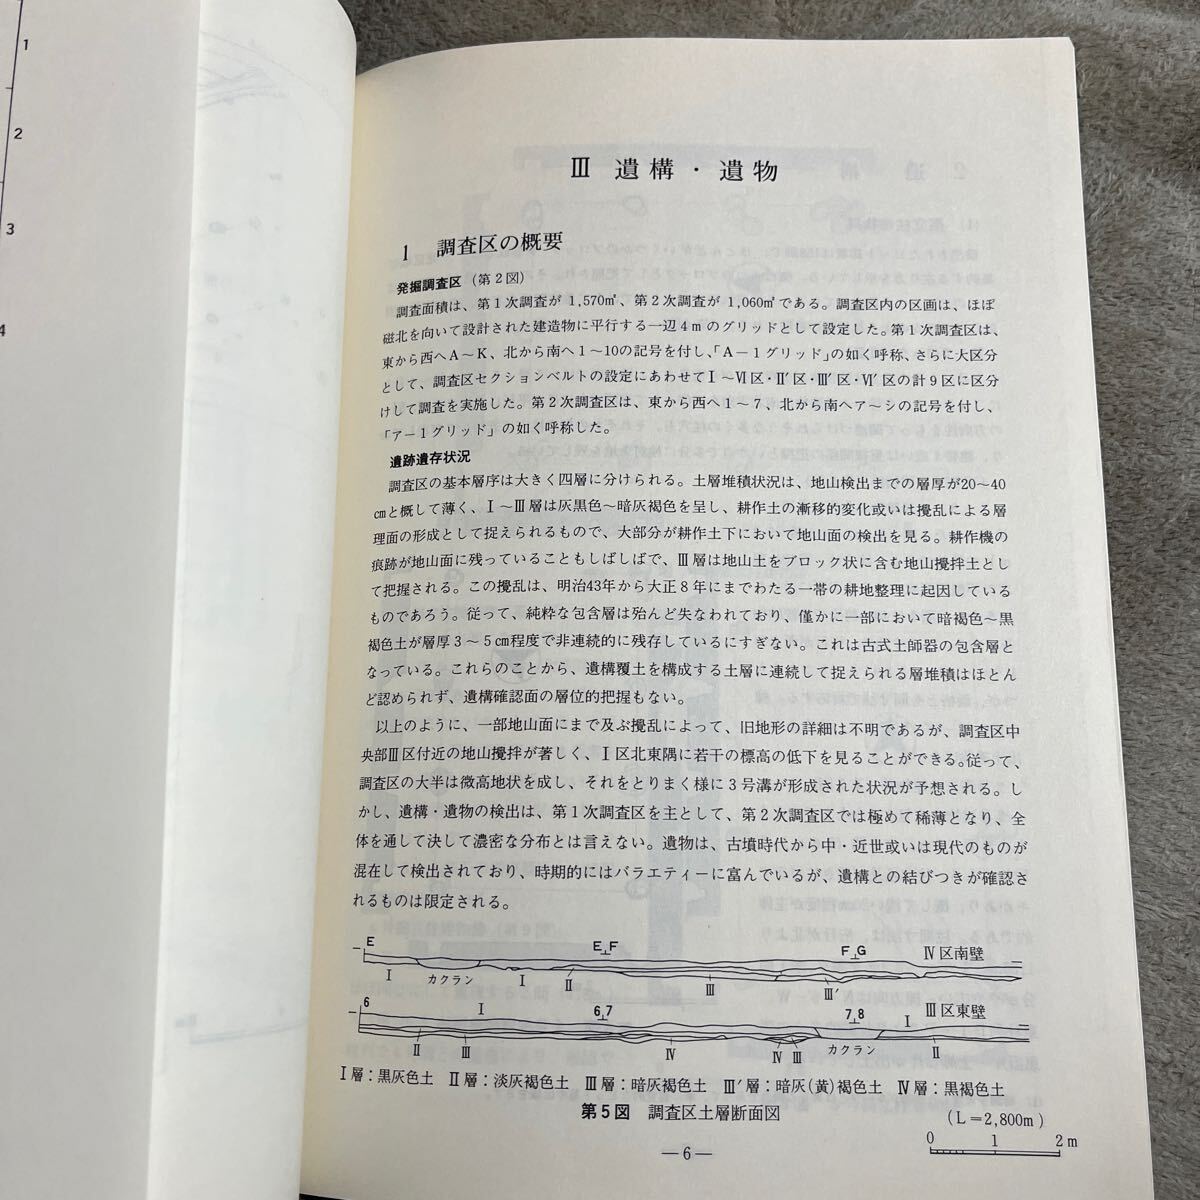 1
2
3
4
Ⅲ 遺構・遺物
1 調査区の概要
発掘調査区（第２図）
調査面積は、第１次調査が 1,570㎡、第２次調査が 1,060㎡である。調査区内の区画は、ほぼ
磁北を向いて設計された建造物に平行する一辺４ｍのグリッドとして設定した。第１次調査区は、
東から西へＡ〜Ｋ、北から南へ１〜10の記号を付し、「Ａ－１グリッド」の如く呼称、さらに大区分
として、調査区セクションベルトの設定にあわせてⅠ〜Ⅵ区・Ⅱ′区・Ⅲ′区・Ⅵ′区の計９区に区分
けして調査を実施した。第２次調査区は、東から西へ１〜７、北から南へア〜シの記号を付し、
「ア－１グリッド」の如く呼称した。
遺跡遺存状況
調査区の基本層序は大きく四層に分けられる。土層堆積状況は、地山検出までの層厚が20〜40
㎝と概して薄く、Ⅰ〜Ⅲ層は灰黒色〜暗灰褐色を呈し、耕作土の漸移的変化或いは攪乱による層
理面の形成として捉えられるもので、大部分が耕作土下において地山面の検出を見る。耕作機の
痕跡が地山面に残っていることもしばしばで、Ⅲ層は地山土をブロック状に含む地山攪拌土とし
て把握される。この攪乱は、明治43年から大正８年にまでわたる一帯の耕地整理に起因している
ものであろう。従って、純粋な包含層は殆んど失なわれており、僅かに一部において暗褐色〜黒
褐色土が層厚３〜５㎝程度で非連続的に残存しているにすぎない。これは古式土師器の包含層と
なっている。これらのことから、遺構覆土を構成する土層に連続して捉えられる層堆積はほとん
ど認められず、遺構確認面の層位的把握もない。
以上のように、一部地山面にまで及ぶ攪乱によって、旧地形の詳細は不明であるが、調査区中
央部Ⅲ区付近の地山攪拌が著しく、Ⅰ区北東隅に若干の標高の低下を見ることができる。従って、
調査区の大半は微高地状を成し、それをとりまく様に３号溝が形成された状況が予想される。し
かし、遺構・遺物の検出は、第１次調査区を主として、第２次調査区では極めて稀薄となり、全
体を通して決して濃密な分布とは言えない。遺物は、古墳時代から中・近世或いは現代のものが
混在して検出されており、時期的にはバラエティーに富んでいるが、遺構との結びつきが確認さ
れるものは限定される。
E E⊥F F⊥G Ⅳ区南壁
Ⅰ カクラン Ⅰ Ⅱ Ⅲ Ⅲ′
6 Ⅰ 6⊥7 7⊥8 Ⅰ Ⅲ区東壁
Ⅱ Ⅲ Ⅳ Ⅳ Ⅲ カクラン Ⅱ
Ⅰ層：黒灰色土 Ⅱ層：淡灰褐色土 Ⅲ層：暗灰褐色土 Ⅲ′層：暗灰(黄)褐色土 Ⅳ層：黒褐色土
第５図 調査区土層断面図
(Ｌ＝2,800m)
0 1 2 m
—6—